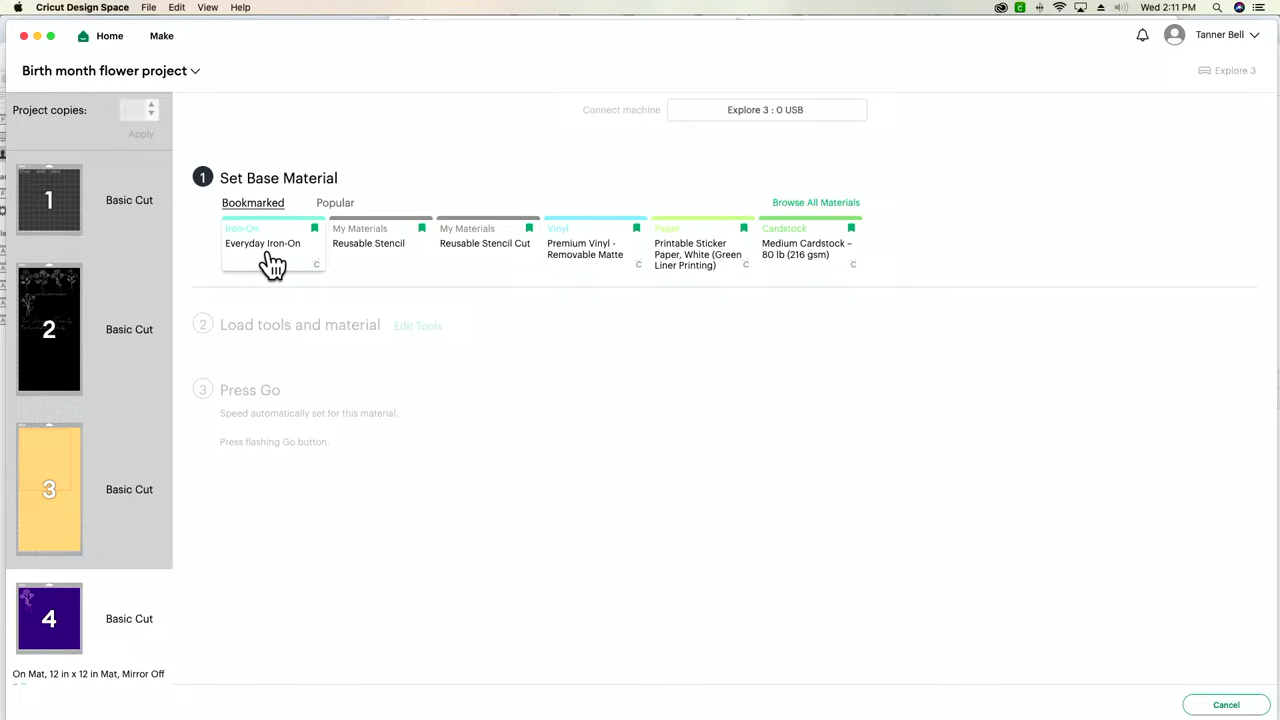 Cricut Design Space File Edit View Help
Wed 2:11 PM
Home Make
Tanner Bell
Birth month flower project
Explore 3
Project copies:
Apply
Connect machine Explore 3 : 0 USB
1 Basic Cut
2 Basic Cut
3 Basic Cut
4 Basic Cut
On Mat, 12 in x 12 in Mat, Mirror Off
1 Set Base Material
Bookmarked Popular Browse All Materials
Iron-On
Everyday Iron-On
C
My Materials
Reusable Stencil
My Materials
Reusable Stencil Cut
Vinyl
Premium Vinyl -
Removable Matte
C
Paper
Printable Sticker
Paper, White (Green
Liner Printing)
C
Cardstock
Medium Cardstock –
80 lb (216 gsm)
C
2 Load tools and material Edit Tools
3 Press Go
Speed automatically set for this material.
Press flashing Go button.
Cancel